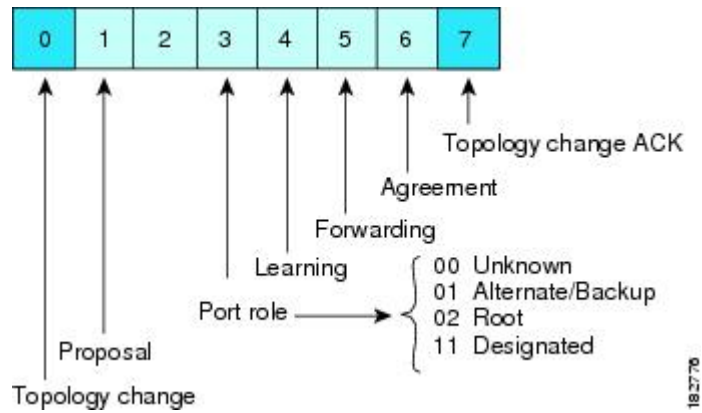 0 1 2 3 4 5 6 7
Topology change ACK
Agreement
Forwarding
Learning
Port role
00 Unknown
01 Alternate/Backup
02 Root
11 Designated
Proposal
Topology change
182776